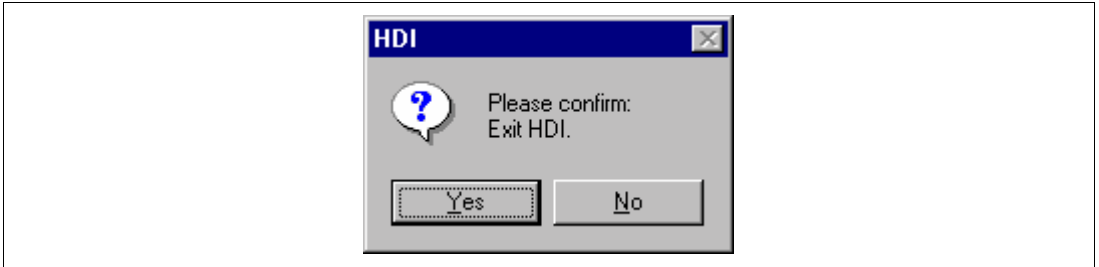 HDI
?
Please confirm:
Exit HDI.
Yes No